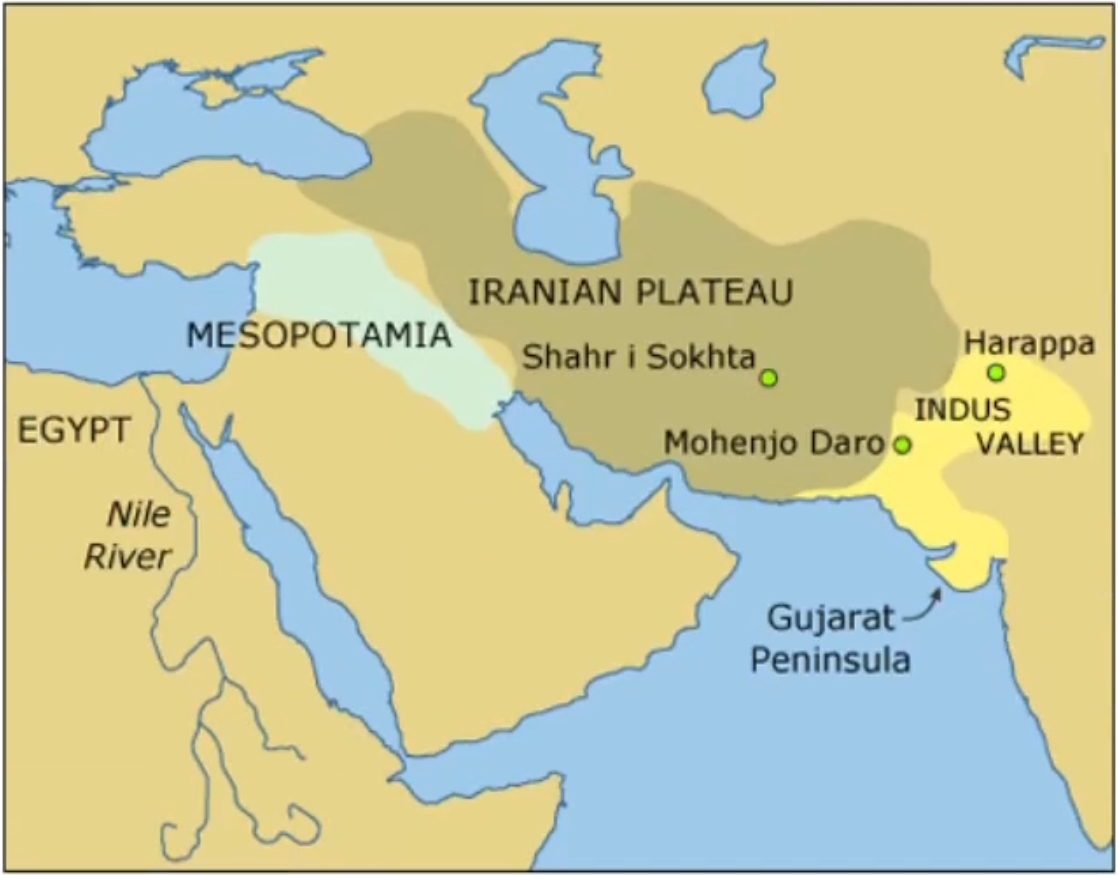 IRANIAN PLATEAU
MESOPOTAMIA
Shahr i Sokhta
Harappa
INDUS
VALLEY
EGYPT
Mohenjo Daro
Nile
River
Gujarat
Peninsula